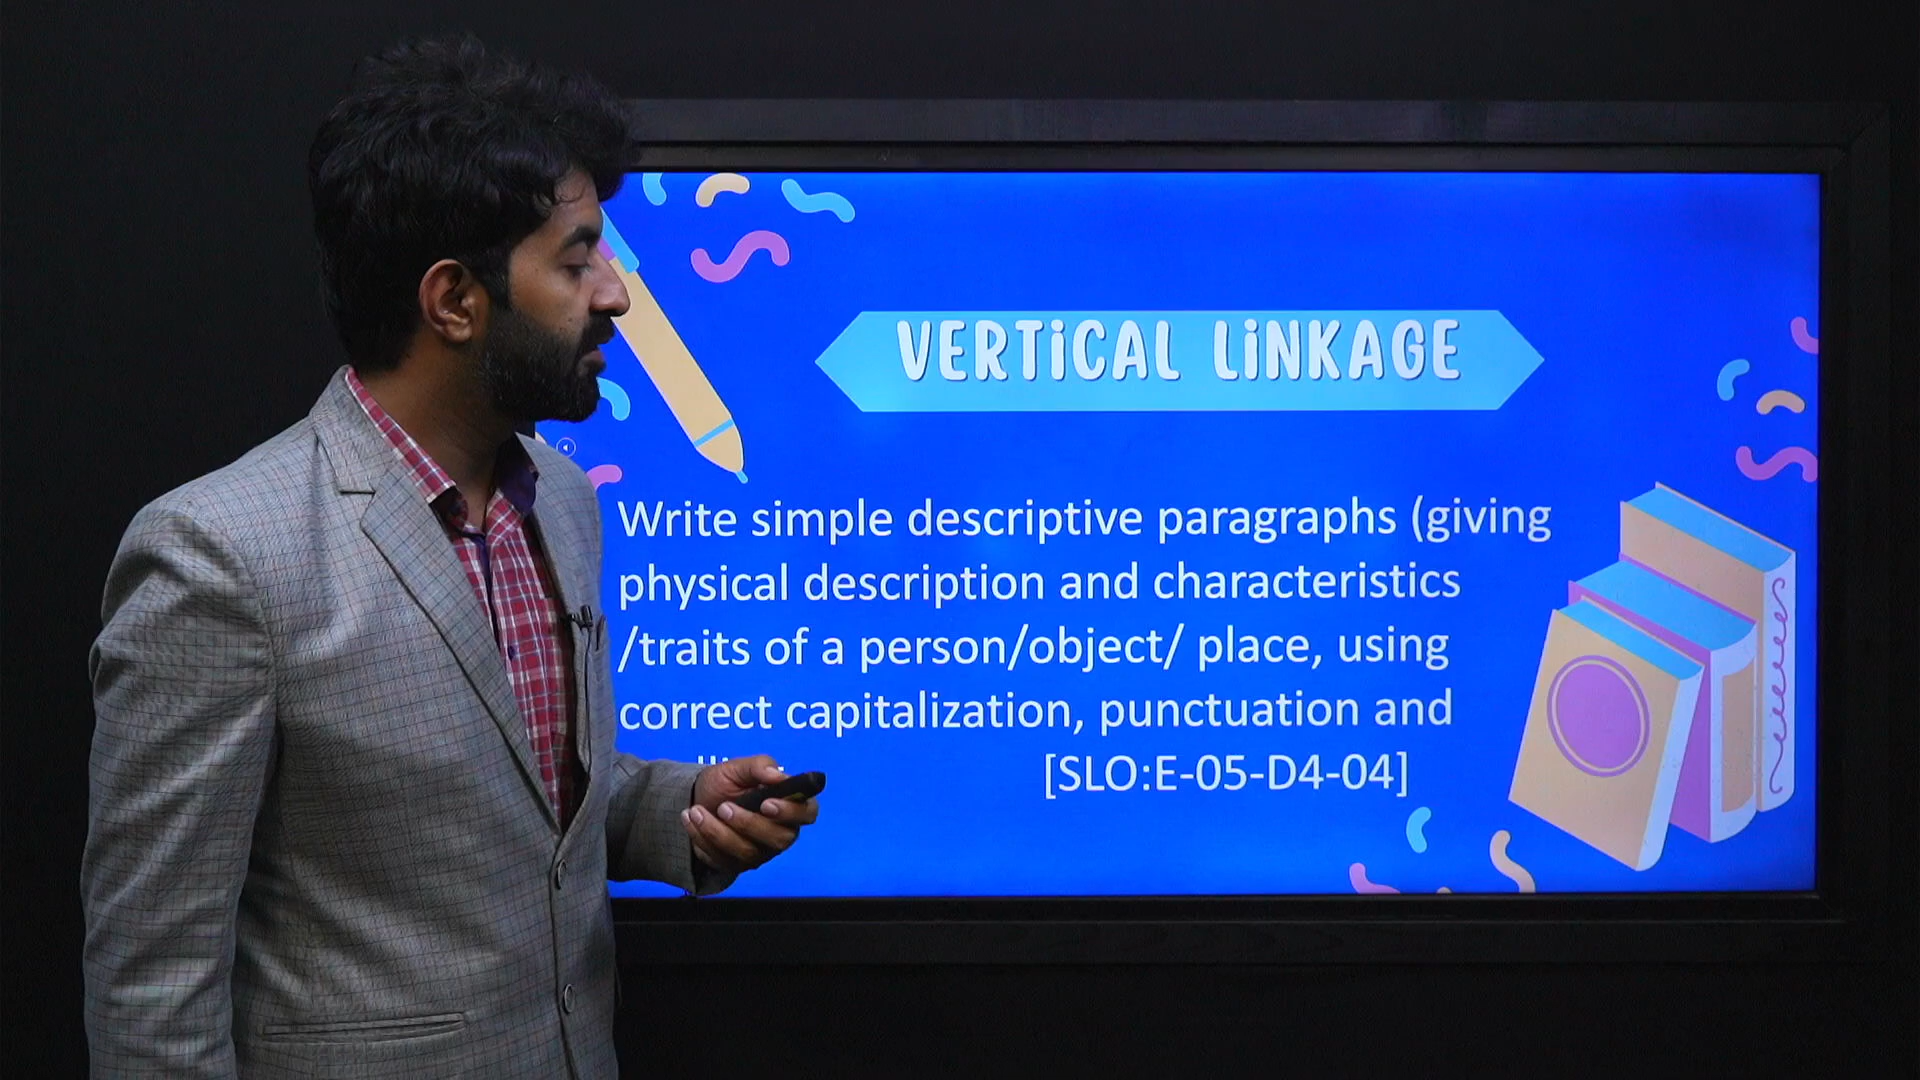 VERTiCAL LiNKAGE
Write simple descriptive paragraphs (giving
physical description and characteristics
/traits of a person/object/ place, using
correct capitalization, punctuation and
[SLO:E-05-D4-04]